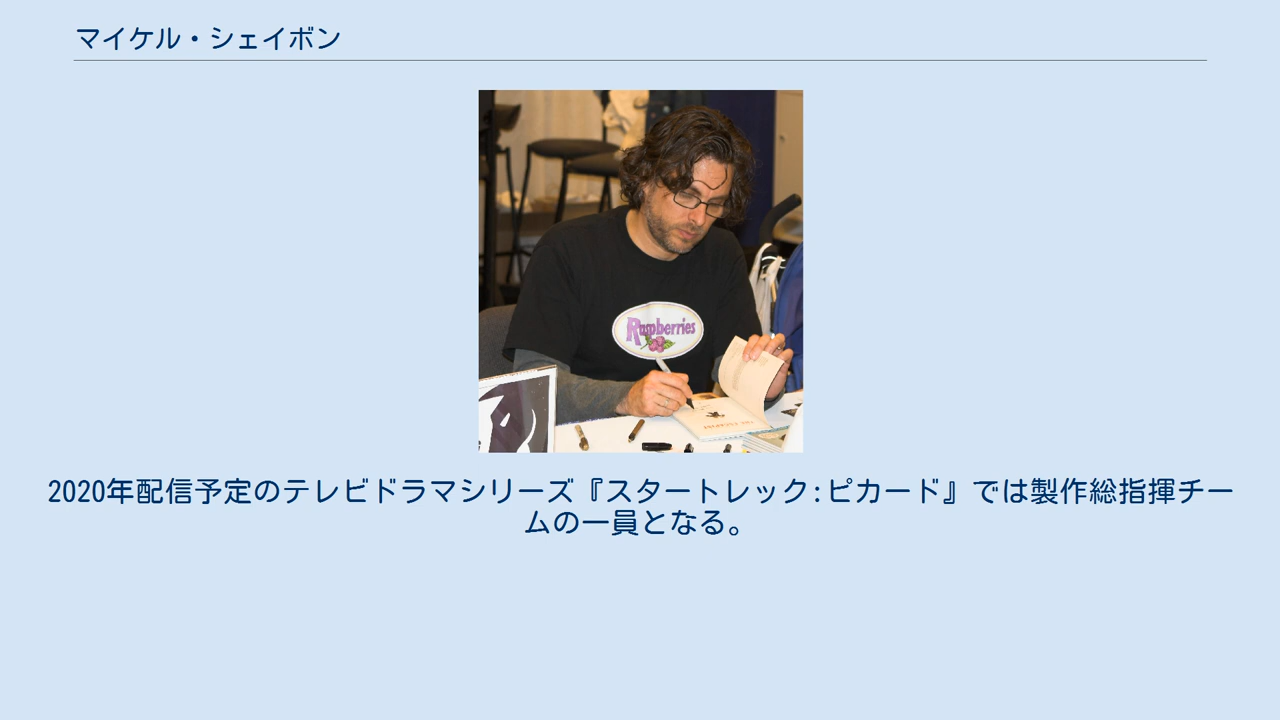 マイケル・シェイボン
Raspberries
2020年配信予定のテレビドラマシリーズ『スタートレック:ピカード』では製作総指揮チー
ムの一員となる。